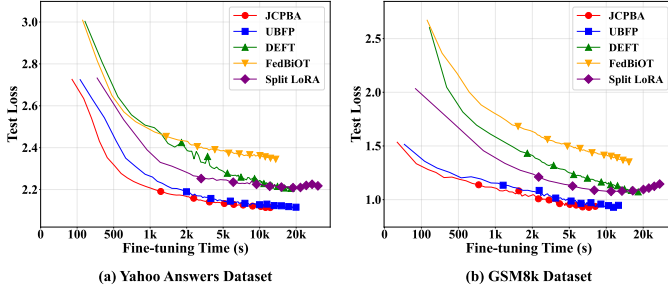 3.0
2.8
2.6
2.4
2.2
Test Loss
0
100
500
1k
2k
5k
10k
20k
Fine-tuning Time (s)
JCPBA
UBFP
DEFT
FedBiOT
Split LoRA
(a) Yahoo Answers Dataset
2.5
2.0
1.5
1.0
Test Loss
0
100
500
1k
2k
5k
10k
20k
Fine-tuning Time (s)
JCPBA
UBFP
DEFT
FedBiOT
Split LoRA
(b) GSM8k Dataset